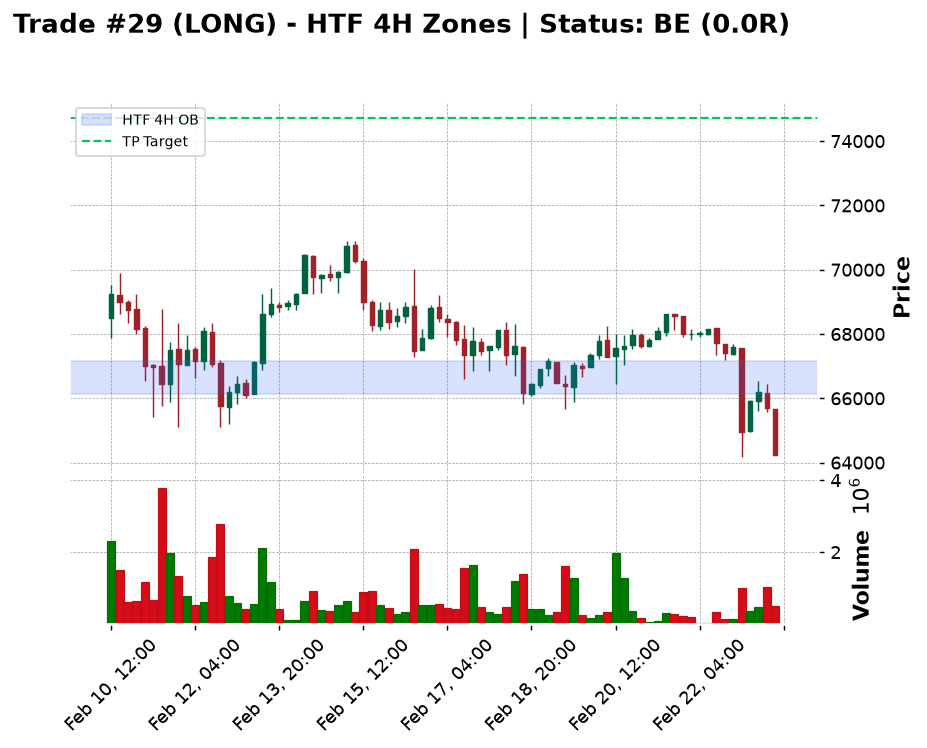 Trade #29 (LONG) - HTF 4H Zones | Status: BE (0.0R)
HTF 4H OB
TP Target
74000
72000
70000
68000
66000
64000
Price
4
2
Volume 10^6
Feb 10, 12:00
Feb 12, 04:00
Feb 13, 20:00
Feb 15, 12:00
Feb 17, 04:00
Feb 18, 20:00
Feb 20, 12:00
Feb 22, 04:00